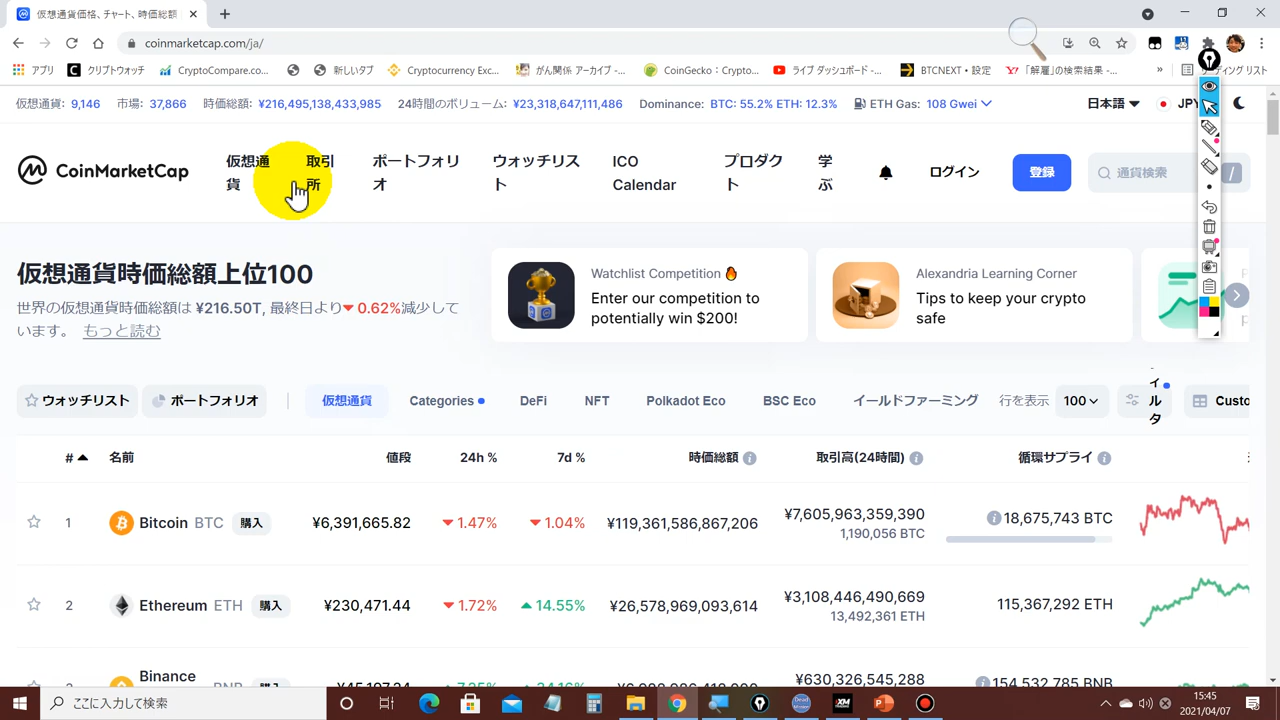 仮想通貨価格、チャート、時価総額
coinmarketcap.com/ja/
アプリ クリプトウォッチ CryptoCompare.co... 新しいタブ Cryptocurrency Exc... がん関係 アーカイブ -... CoinGecko : Crypto... ライブ ダッシュボード -... BTCNEXT・設定 「解雇」の検索結果 -... » リーディング リスト
仮想通貨: 9,146 市場: 37,866 時価総額: ¥216,495,138,433,985 24時間のボリューム: ¥23,318,647,111,486 Dominance: BTC: 55.2% ETH: 12.3% ETH Gas: 108 Gwei 日本語 JPY
CoinMarketCap 仮想通貨 取引所 ポートフォリオ ウォッチリスト ICO Calendar プロダクト 学ぶ ログイン 登録 通貨検索 /
仮想通貨時価総額上位100
世界の仮想通貨時価総額は ¥216.50T, 最終日より 0.62%減少して
います。 もっと読む
Watchlist Competition 🔥
Enter our competition to
potentially win $200!
Alexandria Learning Corner
Tips to keep your crypto
safe
ウォッチリスト ポートフォリオ 仮想通貨 Categories DeFi NFT Polkadot Eco BSC Eco イールドファーミング 行を表示 100 ィルタ Custo
# 名前 値段 24h % 7d % 時価総額 取引高(24時間) 循環サプライ
1 Bitcoin BTC 購入 ¥6,391,665.82 1.47% 1.04% ¥119,361,586,867,206 ¥7,605,963,359,390 18,675,743 BTC
1,190,056 BTC
2 Ethereum ETH 購入 ¥230,471.44 1.72% 14.55% ¥26,578,969,093,614 ¥3,108,446,490,669 115,367,292 ETH
13,492,361 ETH
Binance ¥630,326,545,288 154,532,785 BNB
ここに入力して検索
15:45
2021/04/07